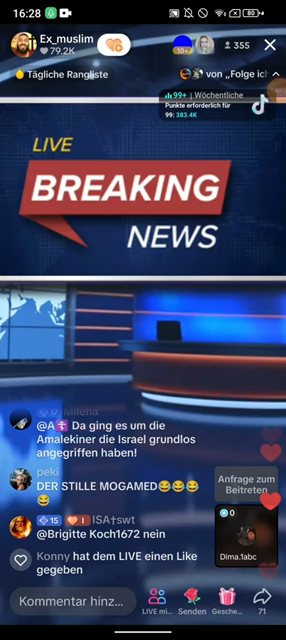 16:28
80
Ex_muslim
79.2K
10+
355
Tägliche Rangliste
von „Folge ich
99+ | Wöchentliche
Punkte erforderlich für
99: 383.4K
LIVE
BREAKING
NEWS
Milena
@A✝️ Da ging es um die
Amalekiner die Israel grundlos
angegriffen haben!
peki
DER STILLE MOGAMED😂😂😂
😂
15 I ISA†swt
@Brigitte Koch1672 nein
Konny hat dem LIVE einen Like
gegeben
Anfrage zum
Beitreten
0
Dima.1abc
Kommentar hinz...
LIVE mi...
Senden
Gesche...
71